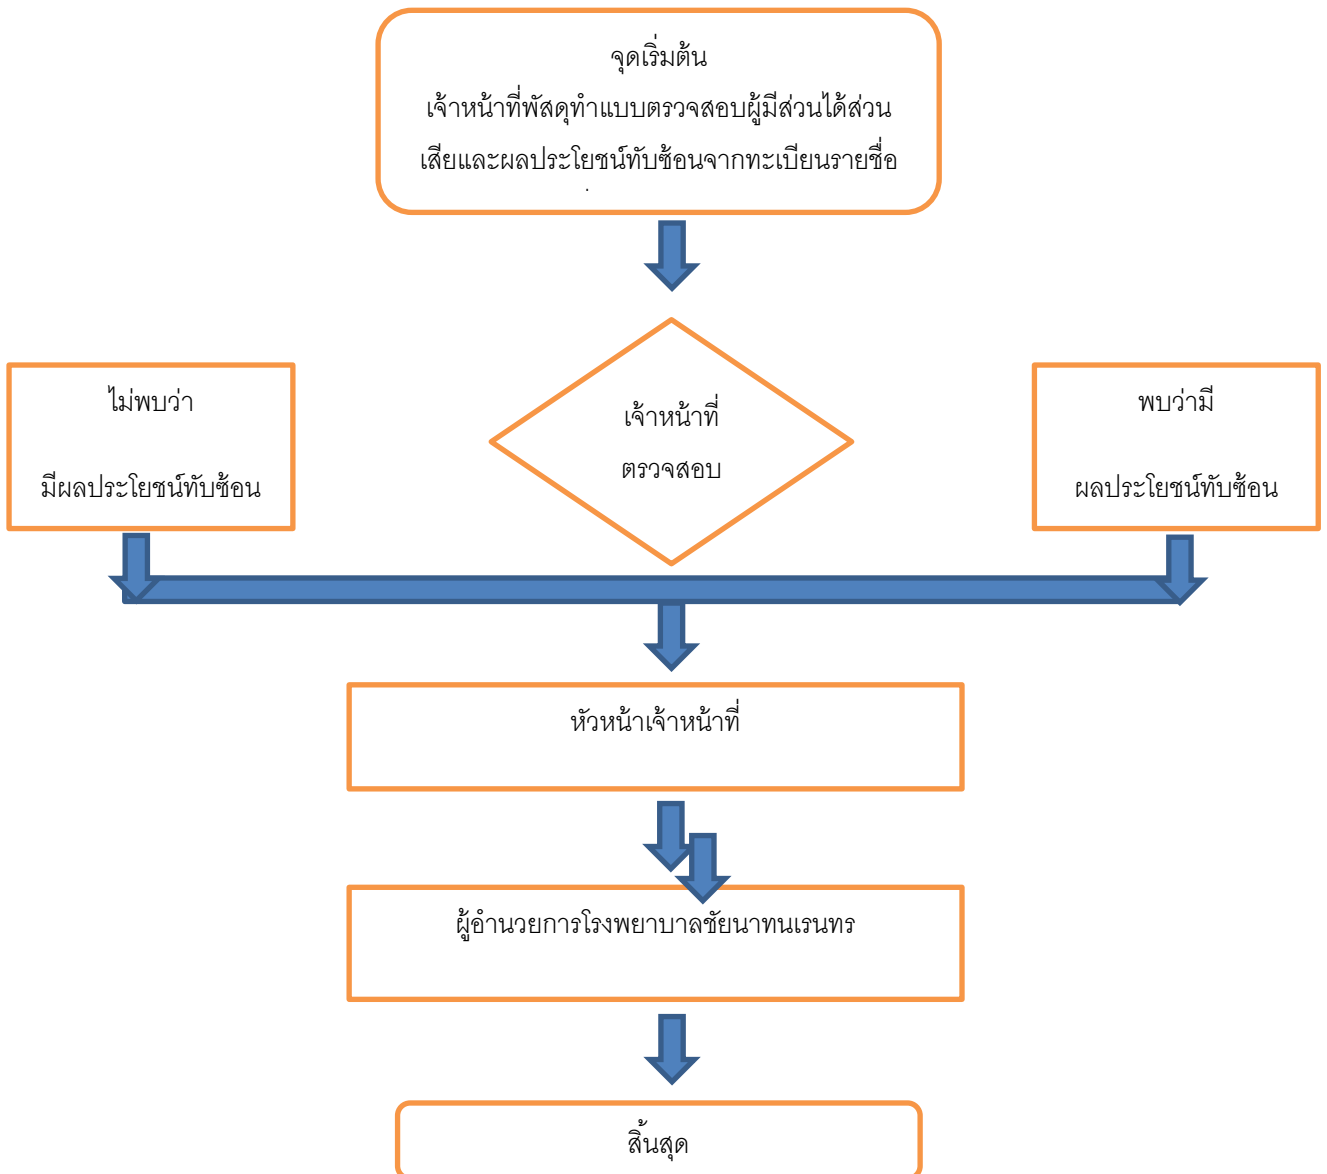 จุดเริ่มต้น
เจ้าหน้าที่พัสดุทำแบบตรวจสอบผู้มีส่วนได้ส่วน
เสียและผลประโยชน์ทับซ้อนจากทะเบียนรายชื่อ
เจ้าหน้าที่
ตรวจสอบ
ไม่พบว่า
มีผลประโยชน์ทับซ้อน
พบว่ามี
ผลประโยชน์ทับซ้อน
หัวหน้าเจ้าหน้าที่
ผู้อำนวยการโรงพยาบาลชัยนาทนเรนทร
สิ้นสุด